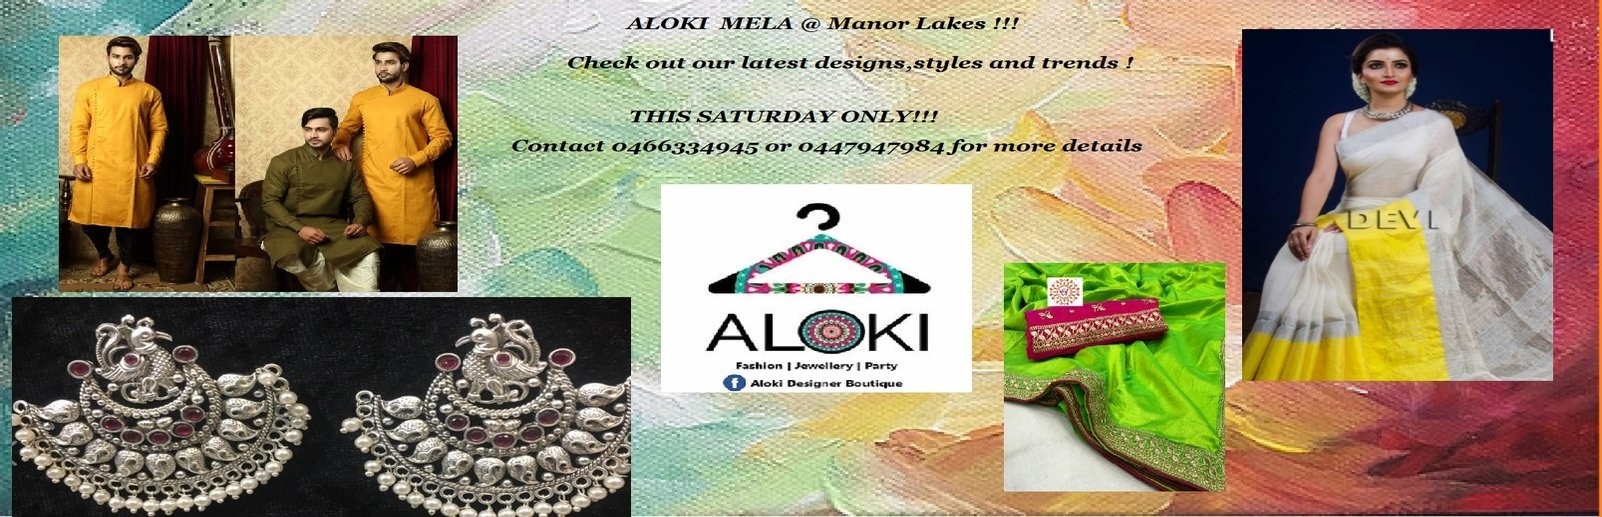 ALOKI MELA @ Manor Lakes !!!
Check out our latest designs,styles and trends !
THIS SATURDAY ONLY!!!
Contact 0466334945 or 0447947984 for more details
ALOKI
Fashion | Jewellery | Party
f Aloki Designer Boutique
DEVI